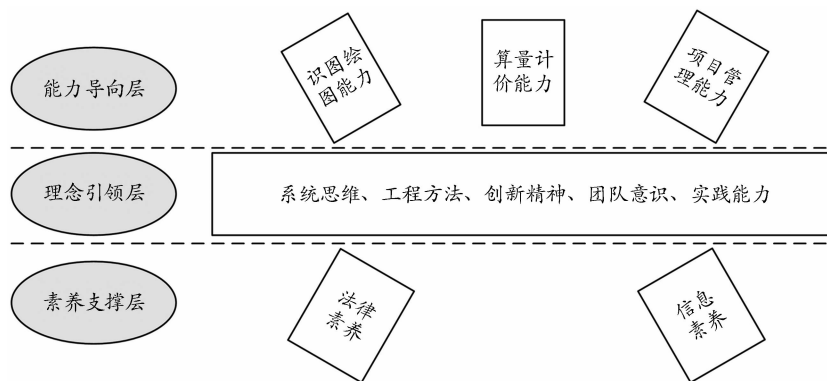 能力导向层
识图绘
图能力
算量计
价能力
项目管
理能力
理念引领层
系统思维、工程方法、创新精神、团队意识、实践能力
素养支撑层
法律
素养
信息
素养